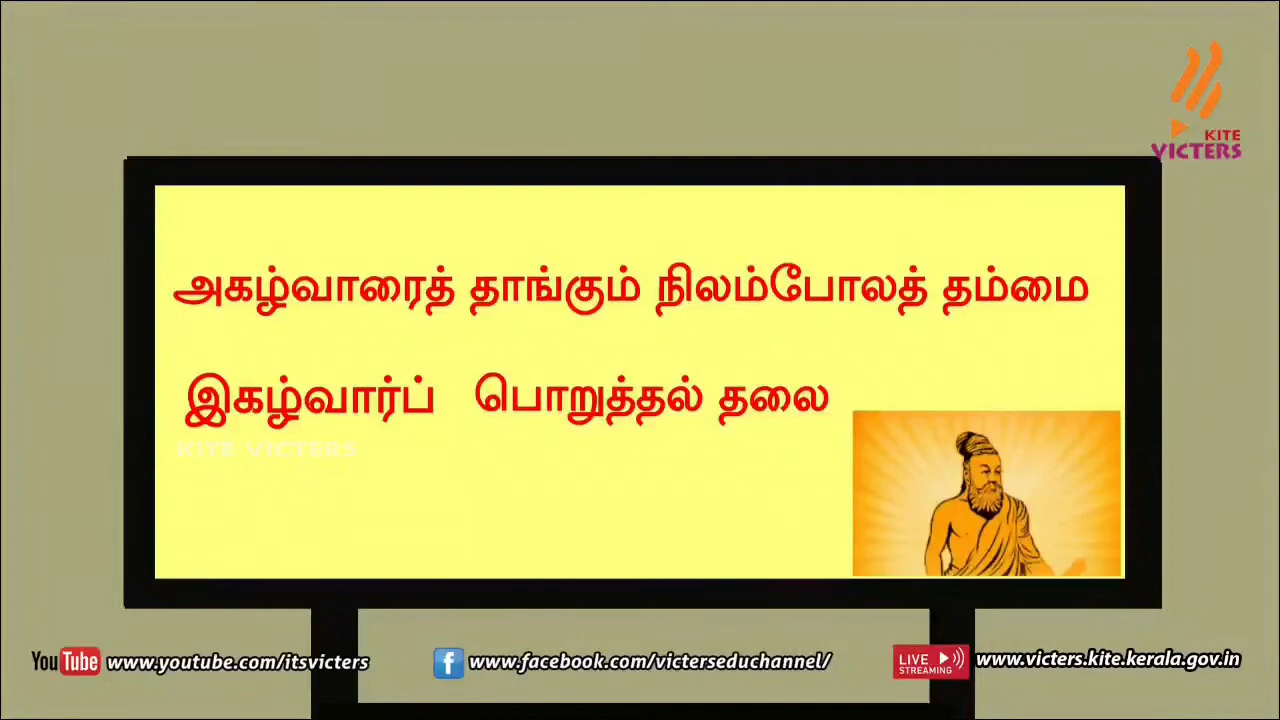 KITE
VICTERS
அகழ்வாரைத் தாங்கும் நிலம்போலத் தம்மை
இகழ்வார்ப் பொறுத்தல் தலை
KITE VICTERS
YouTube www.youtube.com/itsvicters
f www.facebook.com/victerseduchannel/
LIVE STREAMING www.victers.kite.kerala.gov.in